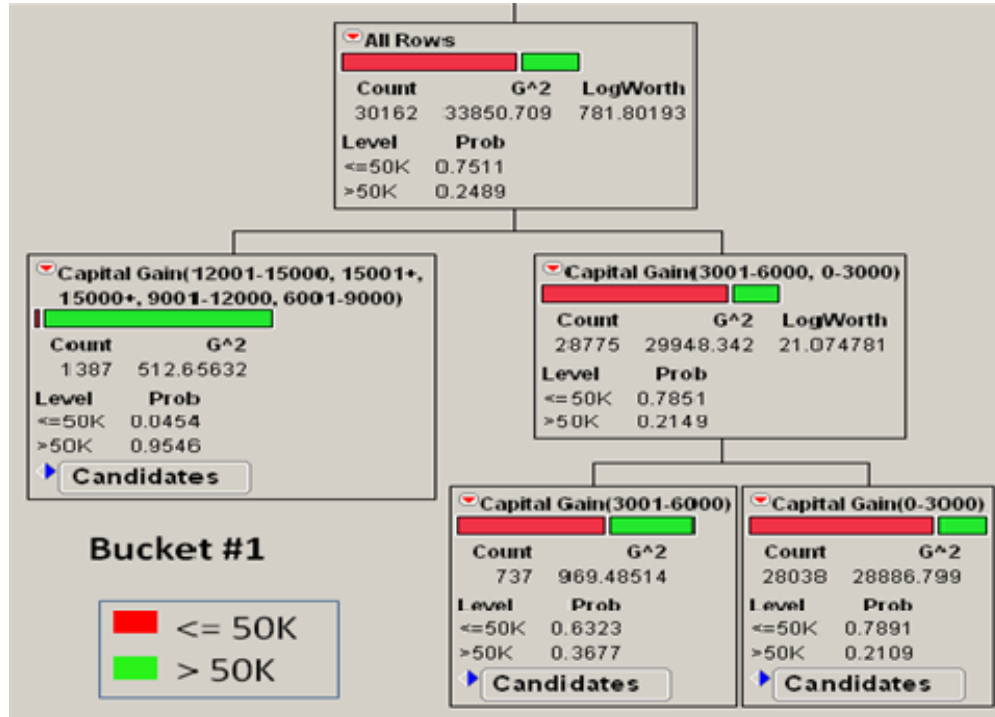 All Rows
Count G^2 LogWorth
30162 33850.709 781.80193
Level Prob
<=50K 0.7511
>50K 0.2489
Capital Gain(12001-15000, 15001+,
15000+, 9001-12000, 6001-9000)
Count G^2
1387 512.65632
Level Prob
<=50K 0.0454
>50K 0.9546
Candidates
Capital Gain(3001-6000, 0-3000)
Count G^2 LogWorth
28775 29948.342 21.074781
Level Prob
<=50K 0.7851
>50K 0.2149
Capital Gain(3001-6000)
Count G^2
737 969.48514
Level Prob
<=50K 0.6323
>50K 0.3677
Candidates
Capital Gain(0-3000)
Count G^2
28038 28886.799
Level Prob
<=50K 0.7891
>50K 0.2109
Candidates
Bucket #1
<= 50K
> 50K